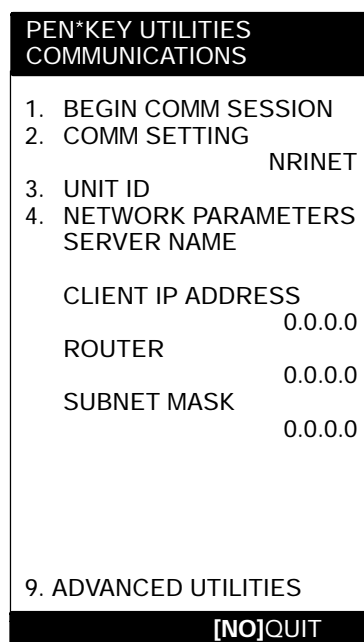 PEN*KEY UTILITIES
COMMUNICATIONS
1. BEGIN COMM SESSION
2. COMM SETTING
NRINET
3. UNIT ID
4. NETWORK PARAMETERS
SERVER NAME
CLIENT IP ADDRESS
0.0.0.0
ROUTER
0.0.0.0
SUBNET MASK
0.0.0.0
9. ADVANCED UTILITIES
[NO]QUIT